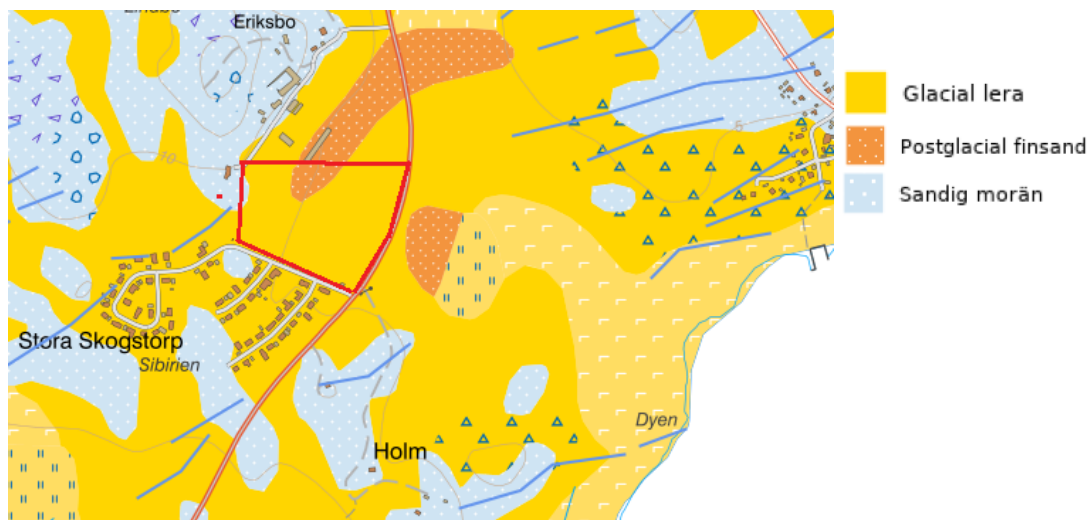 Eriksbo
10
5
Glacial lera
Postglacial finsand
Sandig morän
Stora Skogstorp
Sibirien
Dyen
Holm